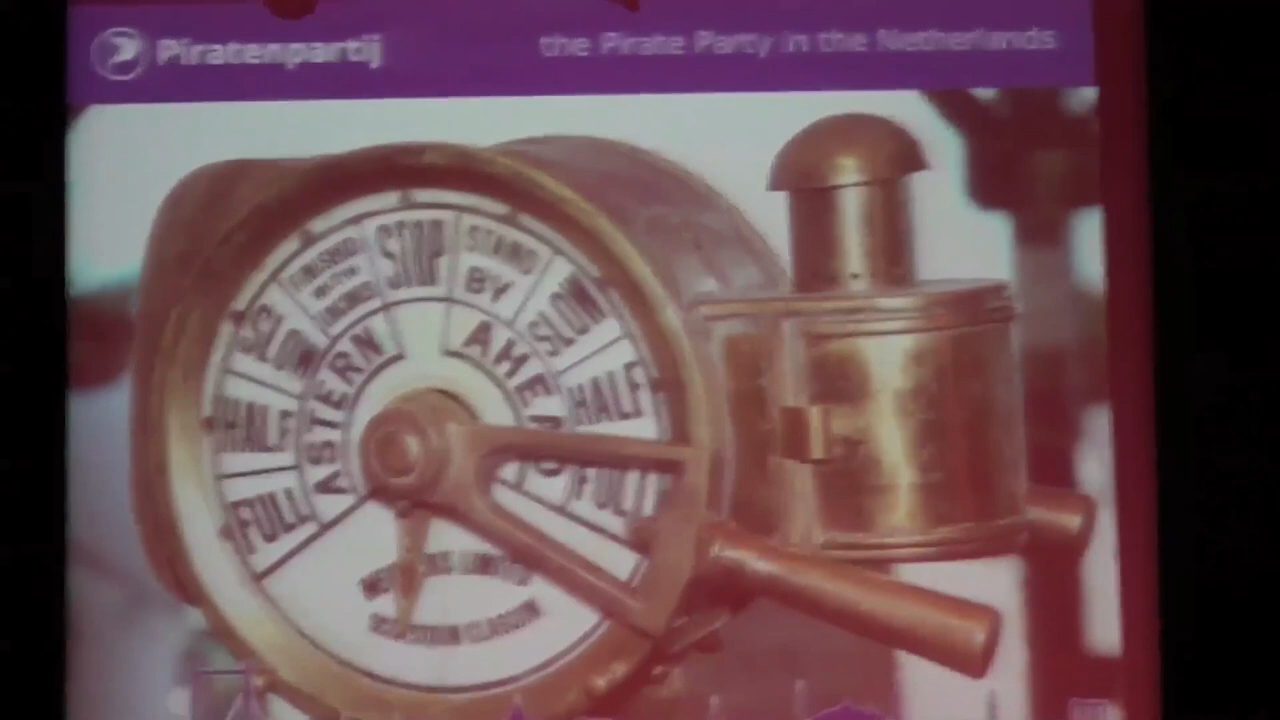 Piratenpartij
the Pirate Party in the Netherlands
STOP
STAND
BY
FINISHED
WITH
SLOW
SLOW
HALF
HALF
FULL
FULL
ASTERN
AHEAD